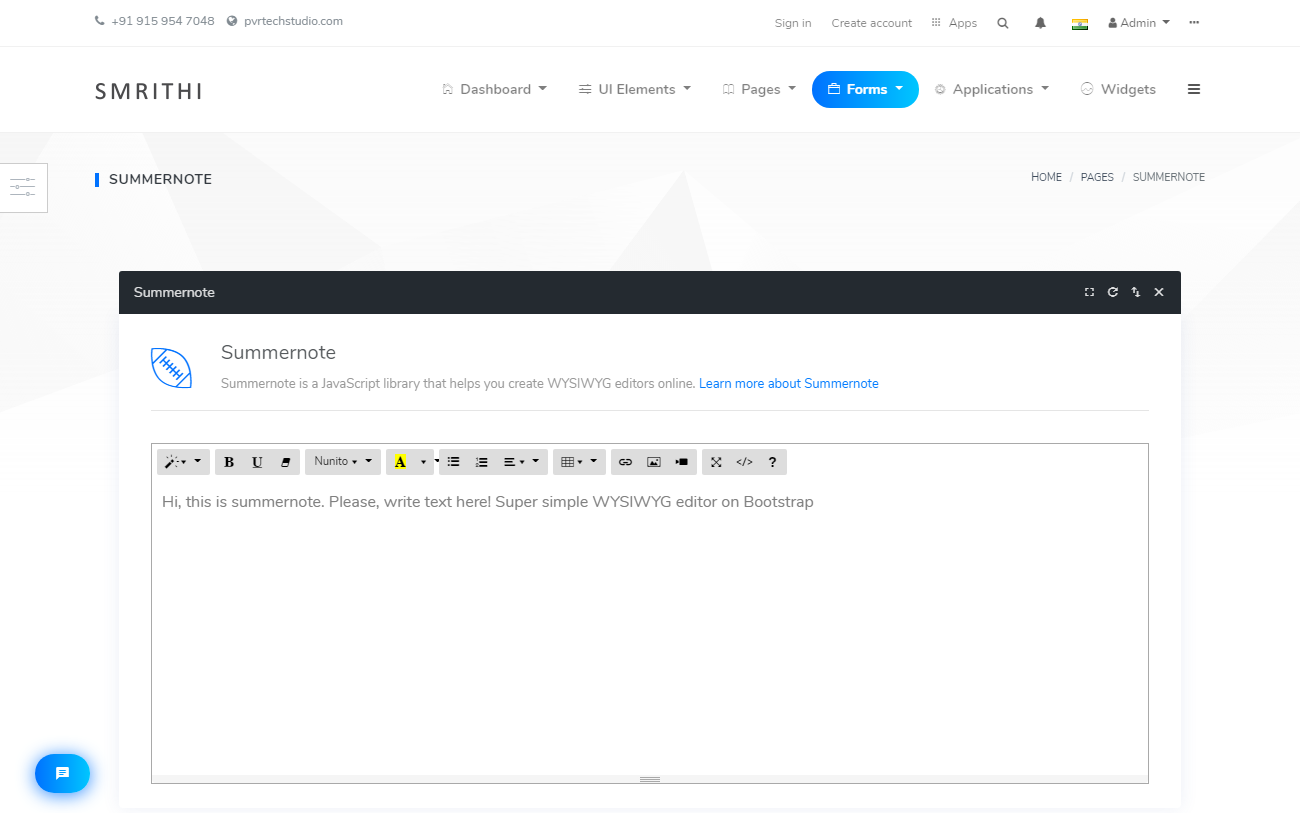 +91 915 954 7048 pvrtechstudio.com Sign in Create account Apps Admin
SMRITHI Dashboard UI Elements Pages Forms Applications Widgets
SUMMERNOTE HOME / PAGES / SUMMERNOTE
Summernote
Summernote
Summernote is a JavaScript library that helps you create WYSIWYG editors online. Learn more about Summernote
B U Nunito A </> ?
Hi, this is summernote. Please, write text here! Super simple WYSIWYG editor on Bootstrap